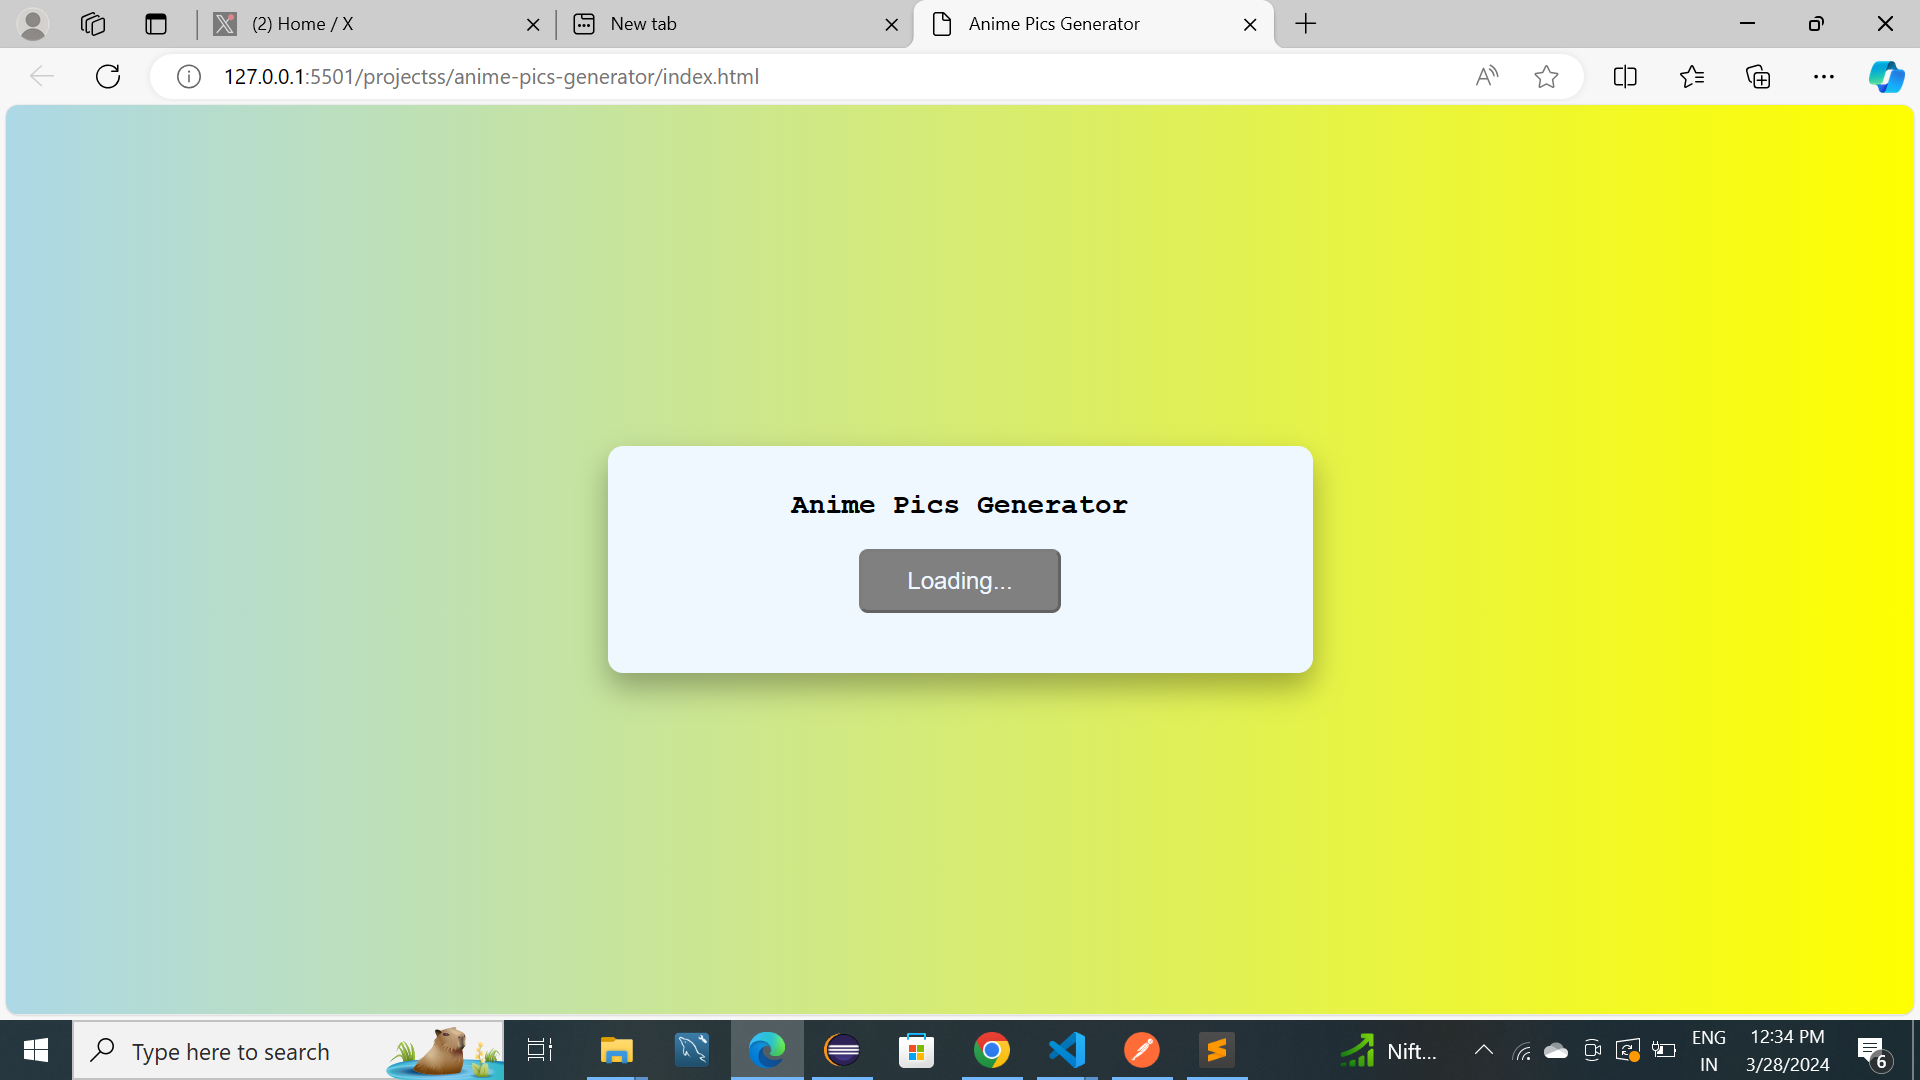 (2) Home / X
New tab
Anime Pics Generator
127.0.0.1:5501/projectss/anime-pics-generator/index.html
Anime Pics Generator
Loading...
Type here to search
Nift...
ENG
IN
12:34 PM
3/28/2024
6